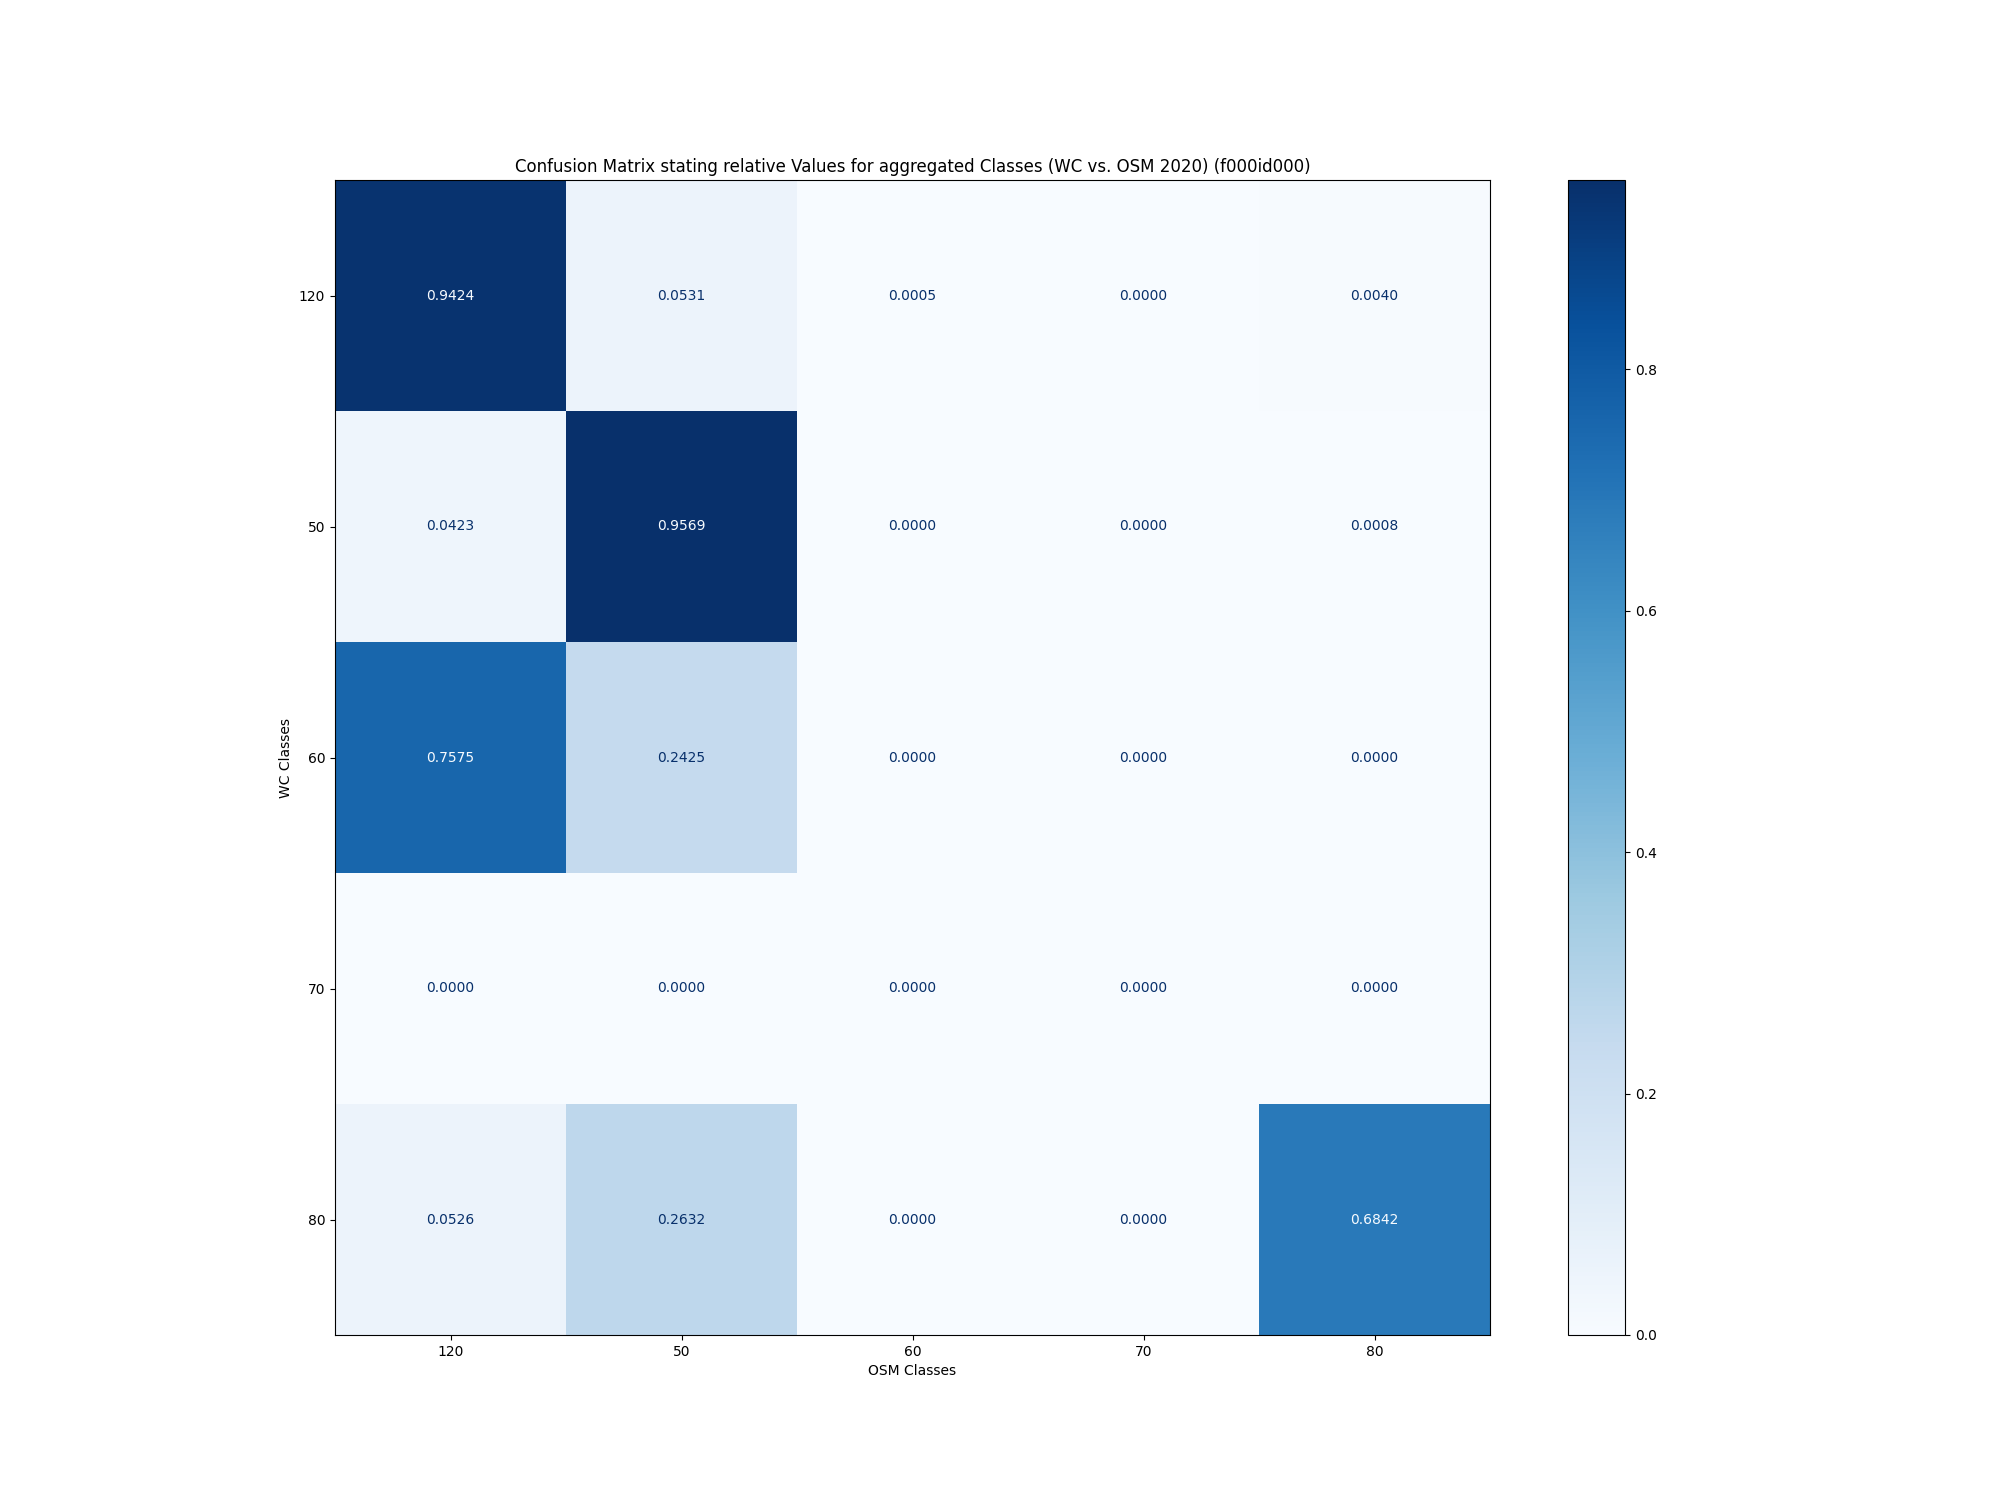 Confusion Matrix stating relative Values for aggregated Classes (WC vs. OSM 2020) (f000id000)
120 0.9424 0.0531 0.0005 0.0000 0.0040
50 0.0423 0.9569 0.0000 0.0000 0.0008
60 0.7575 0.2425 0.0000 0.0000 0.0000
70 0.0000 0.0000 0.0000 0.0000 0.0000
80 0.0526 0.2632 0.0000 0.0000 0.6842
120 50 60 70 80
OSM Classes
WC Classes
0.8
0.6
0.4
0.2
0.0